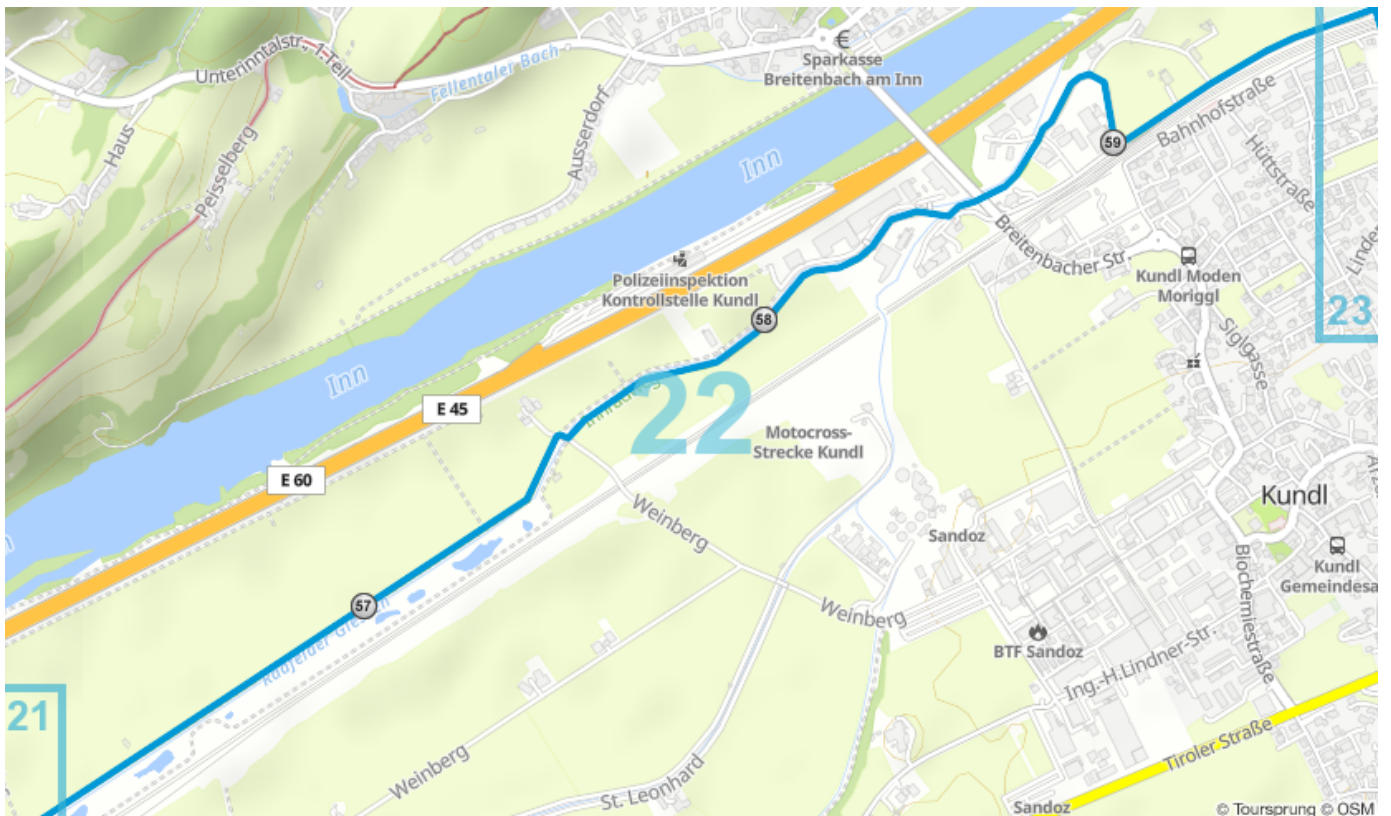 €
Sparkasse
Breitenbach am Inn
Unterinntalstr., 1.Teil
Fellentaler Bach
Haus
Peisselberg
Ausserdorf
Inn
59
Bahnhofstraße
Hüttstraße
Breitenbacher Str.
Kundl Moden
Moriggl
23
Polizeiinspektion
Kontrollstelle Kundl
58
Siglgasse
Inn
E 45
22
Motocross-
Strecke Kundl
E 60
Weinberg
Sandoz
Kundl
Kundl
57
Weinberg
Biochemiestraße
BTF Sandoz
Ing.-H.Lindner-Str.
21
Weinberg
St. Leonhard
Tiroler Straße
Sandoz
© Toursprung © OSM